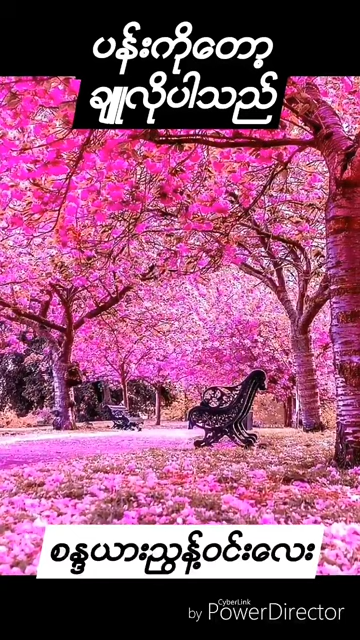 ပန်းကိုတော့
ချူလိုပါသည်
စန္ဒယားညွန့်ဝင်းလေး
CyberLink
by PowerDirector